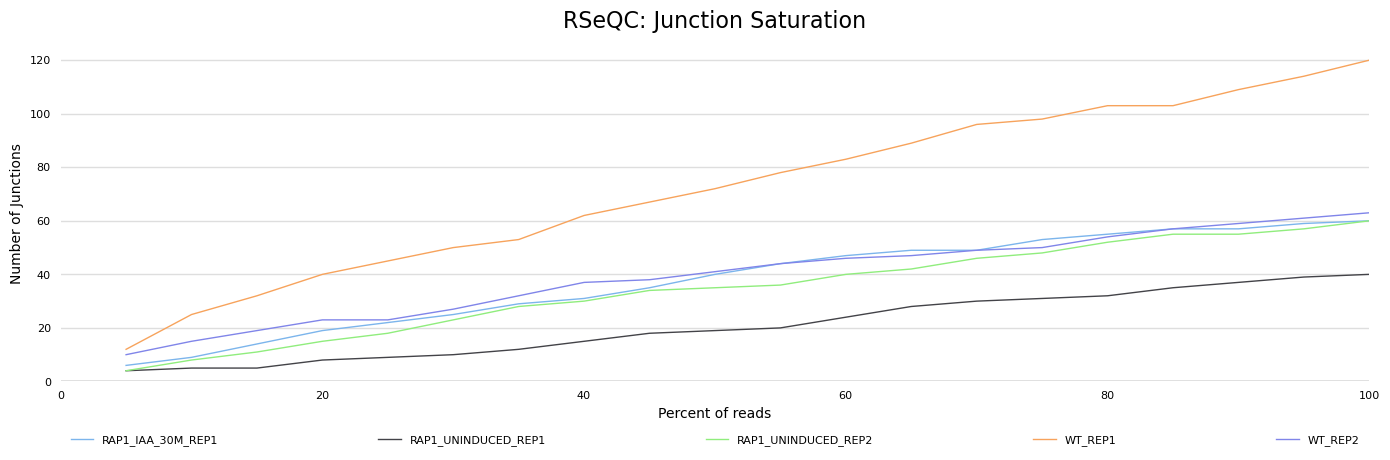 RSeQC: Junction Saturation
120
100
80
60
40
20
0
Number of Junctions
0 20 40 60 80 100
Percent of reads
RAP1_IAA_30M_REP1 RAP1_UNINDUCED_REP1 RAP1_UNINDUCED_REP2 WT_REP1 WT_REP2